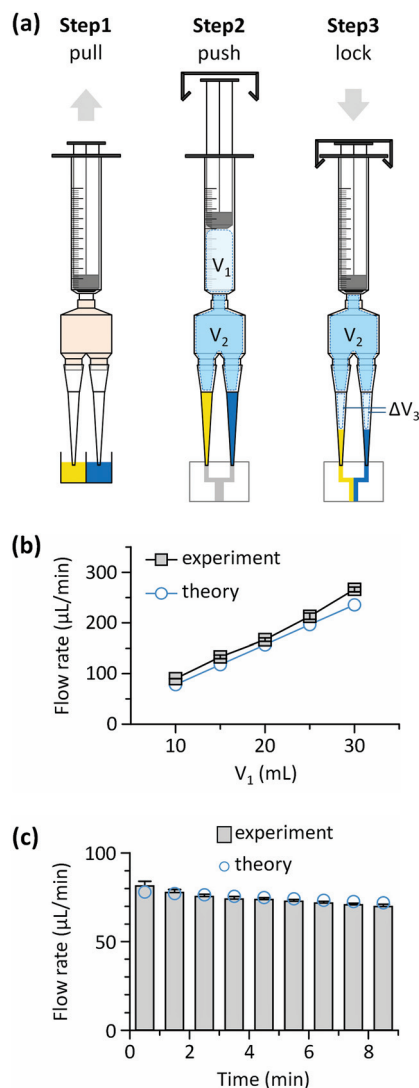 (a) Step1 Step2 Step3
pull push lock
V1
V2 V2
ΔV3
(b)
experiment
theory
Flow rate (µL/min)
300
200
100
0
10 20 30
V1 (mL)
(c)
experiment
theory
Flow rate (µL/min)
100
50
0
0 2 4 6 8
Time (min)